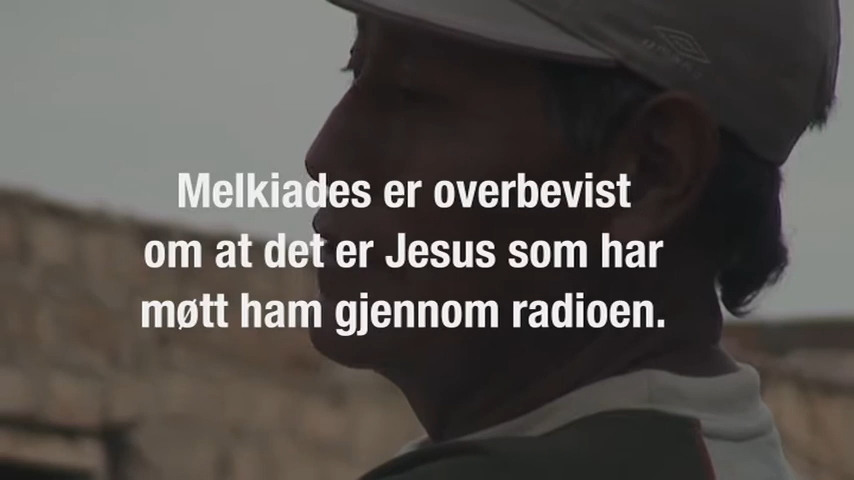 Melkiades er overbevist
om at det er Jesus som har
møtt ham gjennom radioen.